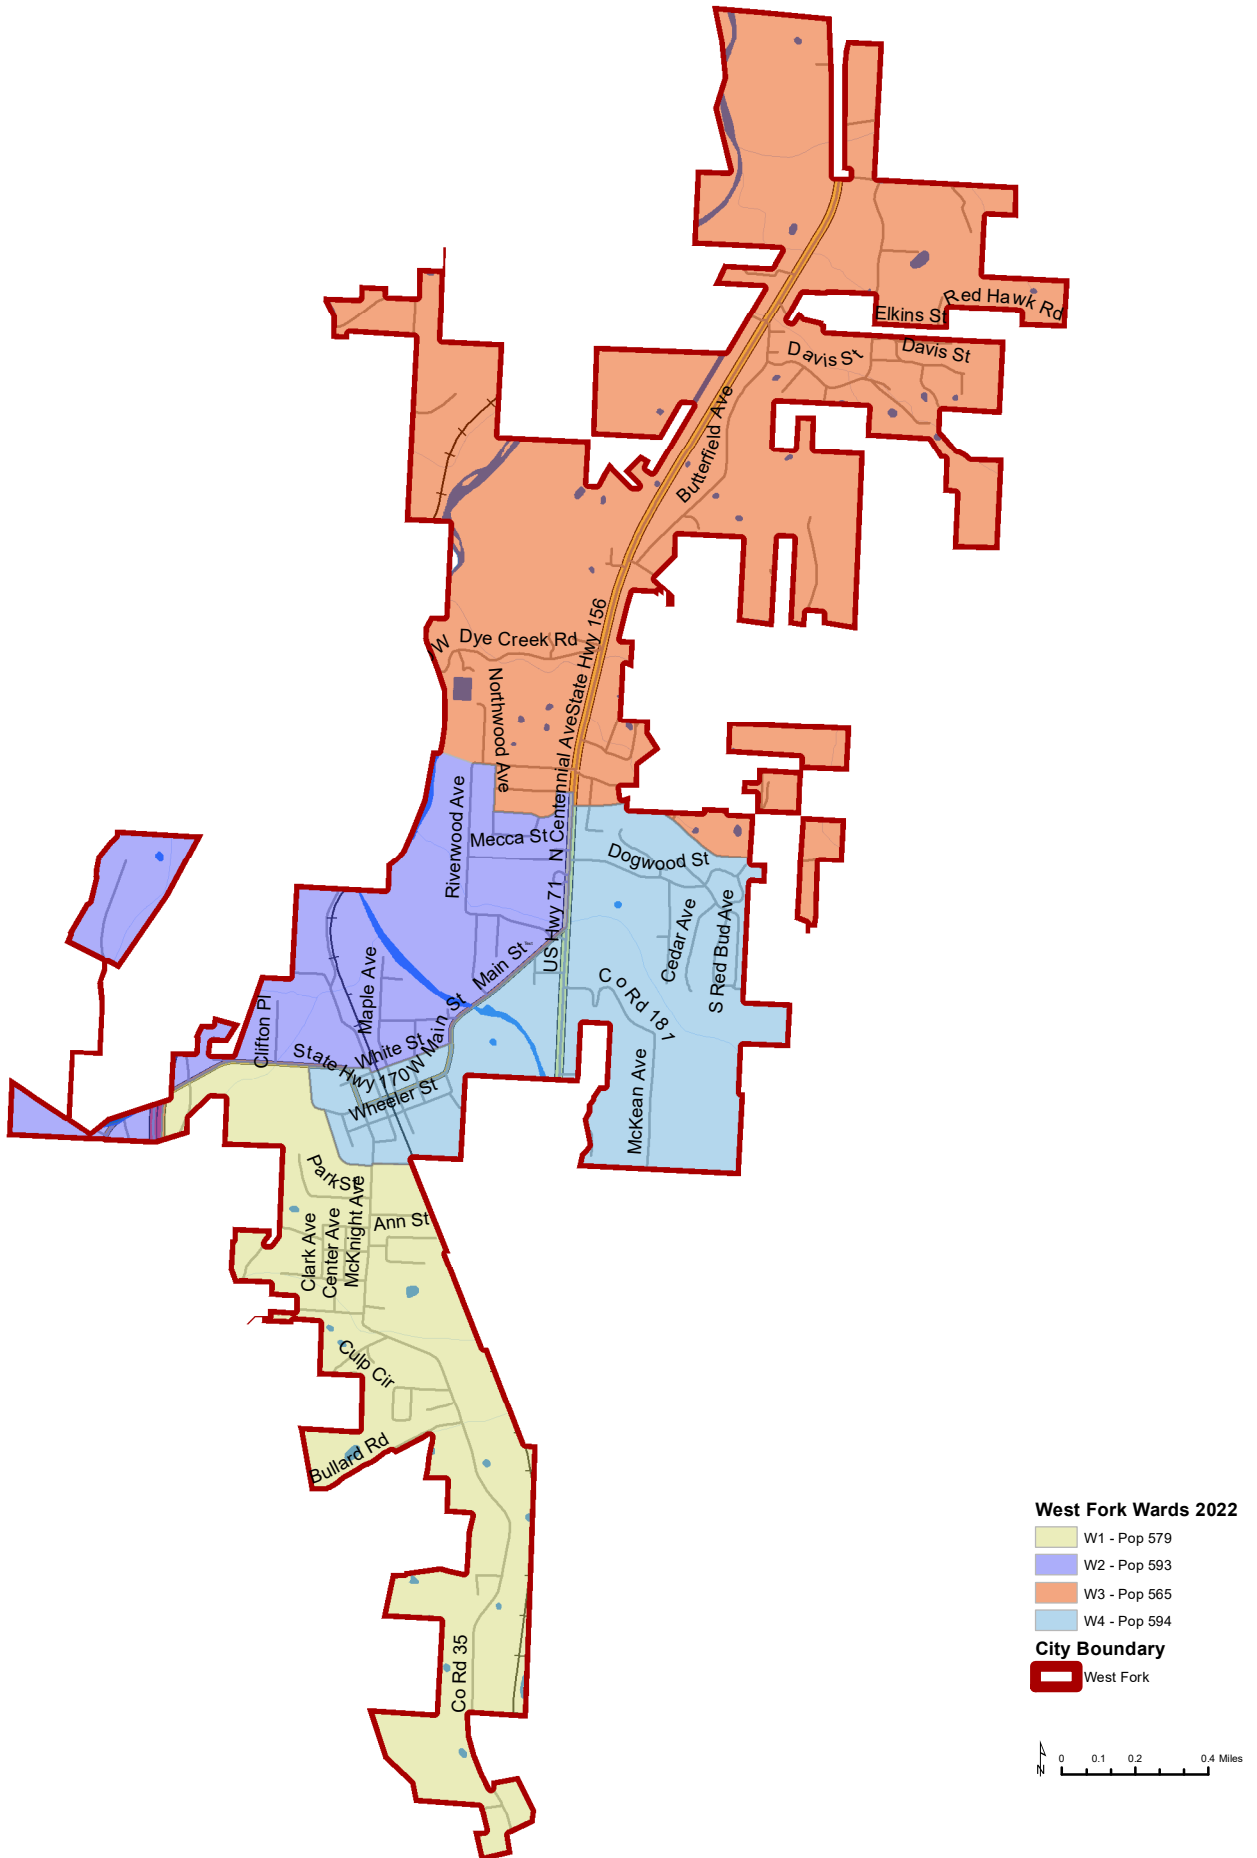 Red Hawk Rd
Elkins St
Davis St
Davis St
Butterfield Ave
State Hwy 156
W
Dye Creek Rd
Northwood Ave
N Centennial Ave
Riverwood Ave
Mecca St
Dogwood St
US Hwy 71
Cedar Ave
S Red Bud Ave
Main St
Maple Ave
Co Rd 187
Clifton Pl
W Main St
White St
State Hwy 170
Wheeler St
McKean Ave
Park St
McKnight Ave
Ann St
Clark Ave
Center Ave
Culp Cir
Bullard Rd
Co Rd 35
West Fork Wards 2022
W1 - Pop 579
W2 - Pop 593
W3 - Pop 565
W4 - Pop 594
City Boundary
West Fork
N
0 0.1 0.2 0.4 Miles